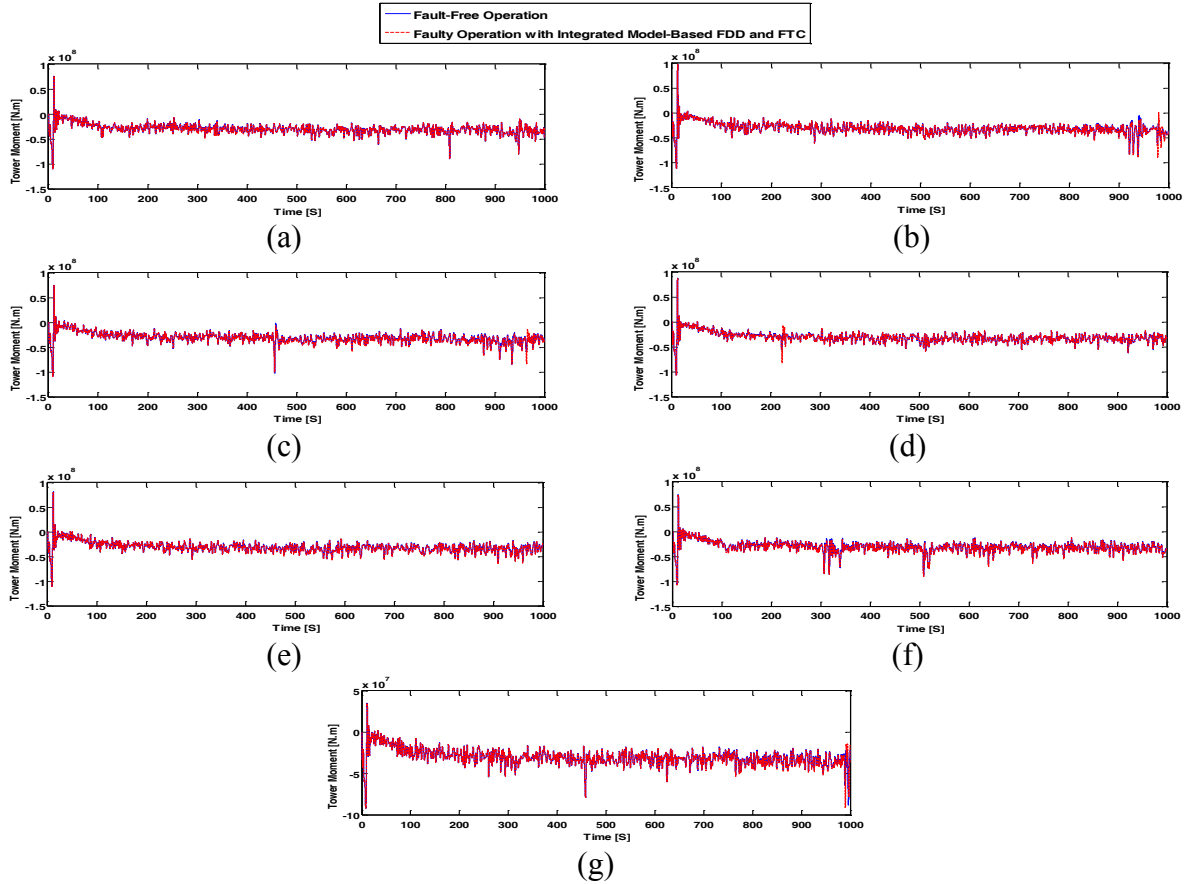 Fault-Free Operation
Faulty Operation with Integrated Model-Based FDD and FTC
x 10^8
1
0.5
0
-0.5
-1
-1.5
Tower Moment [N.m]
0 100 200 300 400 500 600 700 800 900 1000
Time [S]
(a)
x 10^8
1
0.5
0
-0.5
-1
-1.5
Tower Moment [N.m]
0 100 200 300 400 500 600 700 800 900 1000
Time [S]
(b)
x 10^8
1
0.5
0
-0.5
-1
-1.5
Tower Moment [N.m]
0 100 200 300 400 500 600 700 800 900 1000
Time [S]
(c)
x 10^8
1
0.5
0
-0.5
-1
-1.5
Tower Moment [N.m]
0 100 200 300 400 500 600 700 800 900 1000
Time [S]
(d)
x 10^8
1
0.5
0
-0.5
-1
-1.5
Tower Moment [N.m]
0 100 200 300 400 500 600 700 800 900 1000
Time [S]
(e)
x 10^8
1
0.5
0
-0.5
-1
-1.5
Tower Moment [N.m]
0 100 200 300 400 500 600 700 800 900 1000
Time [S]
(f)
x 10^7
5
0
-5
-10
Tower Moment [N.m]
0 100 200 300 400 500 600 700 800 900 1000
Time [S]
(g)